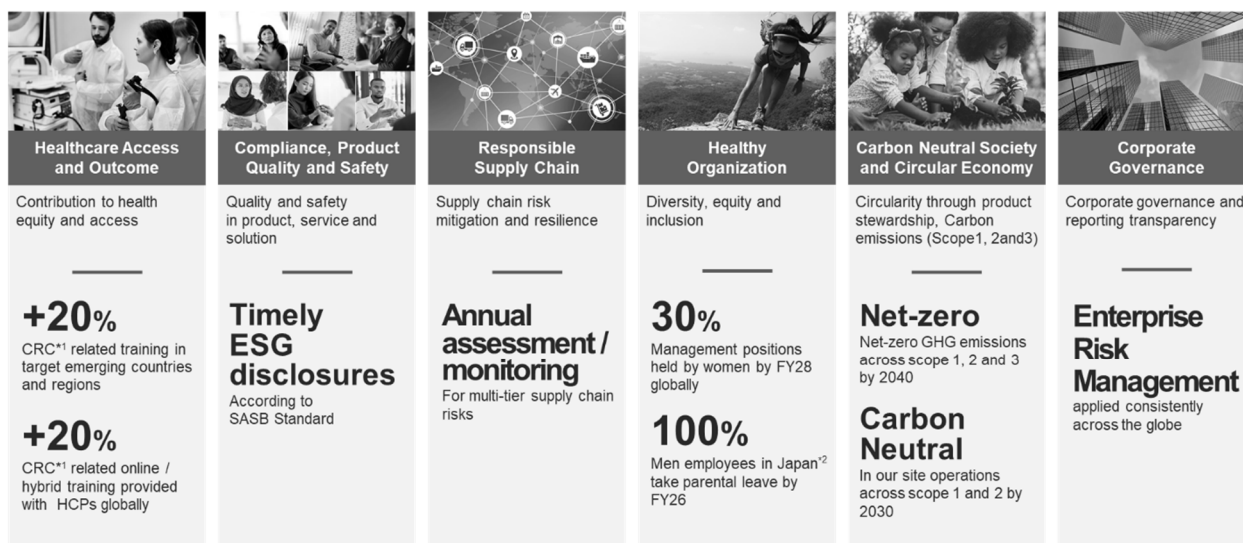 Healthcare Access
and Outcome
Contribution to health
equity and access
+20%
CRC*1 related training in
target emerging countries
and regions
+20%
CRC*1 related online /
hybrid training provided
with HCPs globally
Compliance, Product
Quality and Safety
Quality and safety
in product, service and
solution
Timely
ESG
disclosures
According to
SASB Standard
Responsible
Supply Chain
Supply chain risk
mitigation and resilience
Annual
assessment /
monitoring
For multi-tier supply chain
risks
Healthy
Organization
Diversity, equity and
inclusion
30%
Management positions
held by women by FY28
globally
100%
Men employees in Japan*2
take parental leave by
FY26
Carbon Neutral Society
and Circular Economy
Circularity through product
stewardship, Carbon
emissions (Scope1, 2and3)
Net-zero
Net-zero GHG emissions
across scope 1, 2 and 3
by 2040
Carbon
Neutral
In our site operations
across scope 1 and 2 by
2030
Corporate
Governance
Corporate governance and
reporting transparency
Enterprise
Risk
Management
applied consistently
across the globe